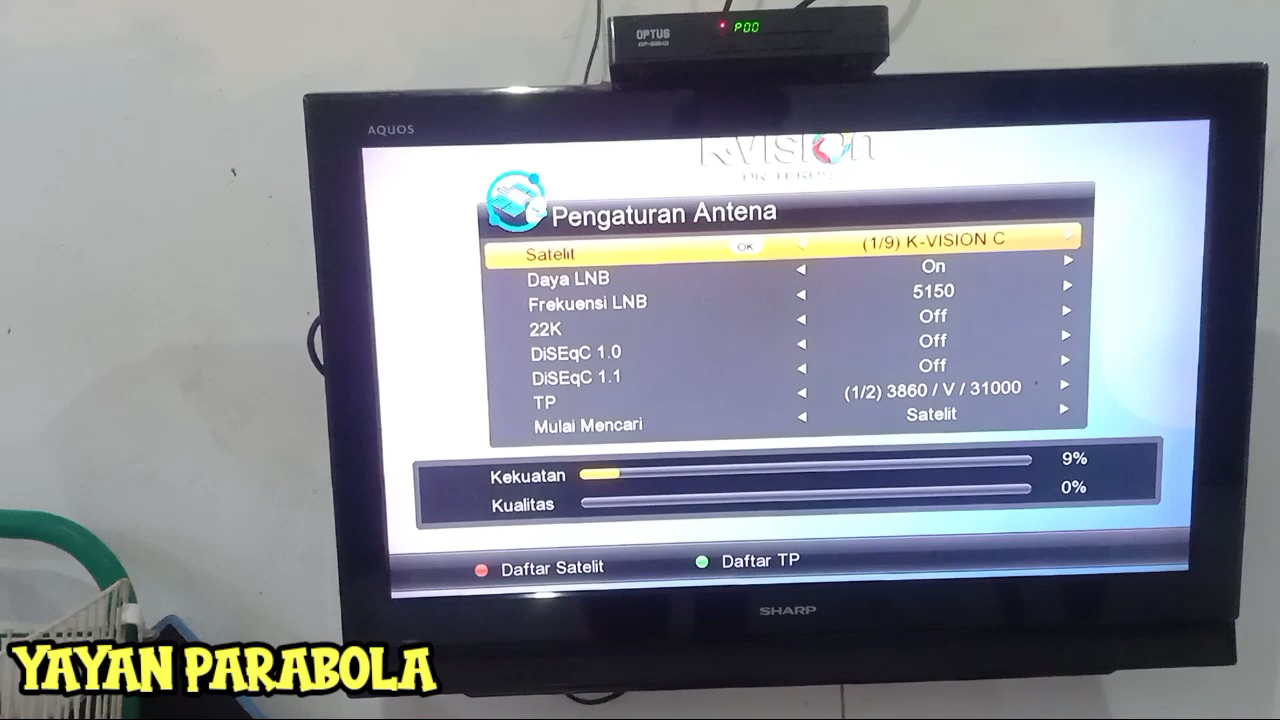 OPTUS
OP-66HD
P00
AQUOS
K-VISION
Pengaturan Antena
Satelit OK (1/9) K-VISION C
Daya LNB On
Frekuensi LNB 5150
22K Off
DiSEqC 1.0 Off
DiSEqC 1.1 Off
TP (1/2) 3860 / V / 31000
Mulai Mencari Satelit
Kekuatan 9%
Kualitas 0%
Daftar Satelit Daftar TP
SHARP
YAYAN PARABOLA